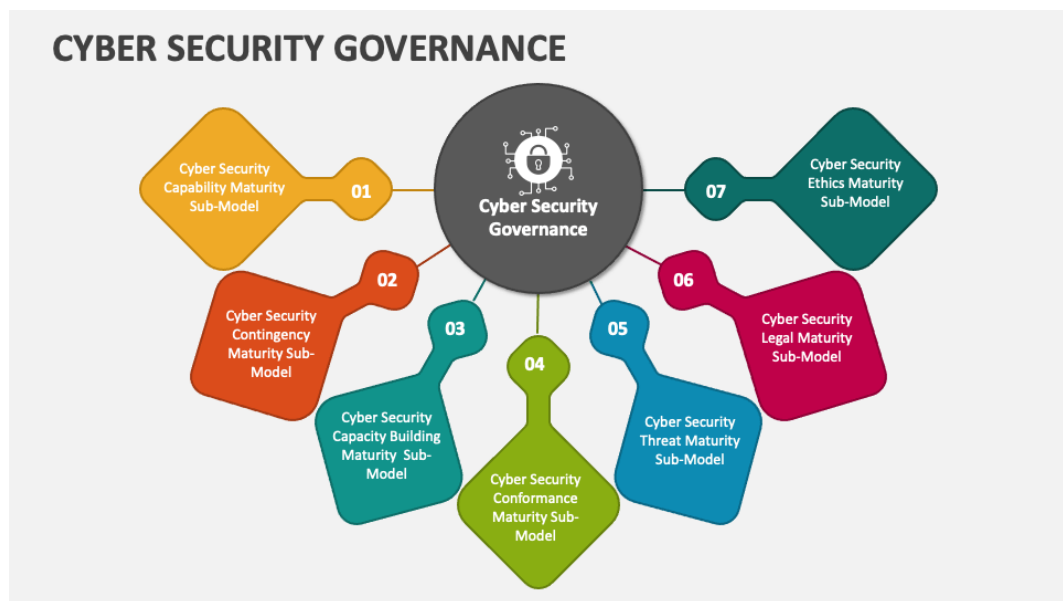 CYBER SECURITY GOVERNANCE
Cyber Security
Governance
01
Cyber Security
Capability Maturity
Sub-Model
02
Cyber Security
Contingency
Maturity Sub-
Model
03
Cyber Security
Capacity Building
Maturity Sub-
Model
04
Cyber Security
Conformance
Maturity Sub-
Model
05
Cyber Security
Threat Maturity
Sub-Model
06
Cyber Security
Legal Maturity
Sub-Model
07
Cyber Security
Ethics Maturity
Sub-Model